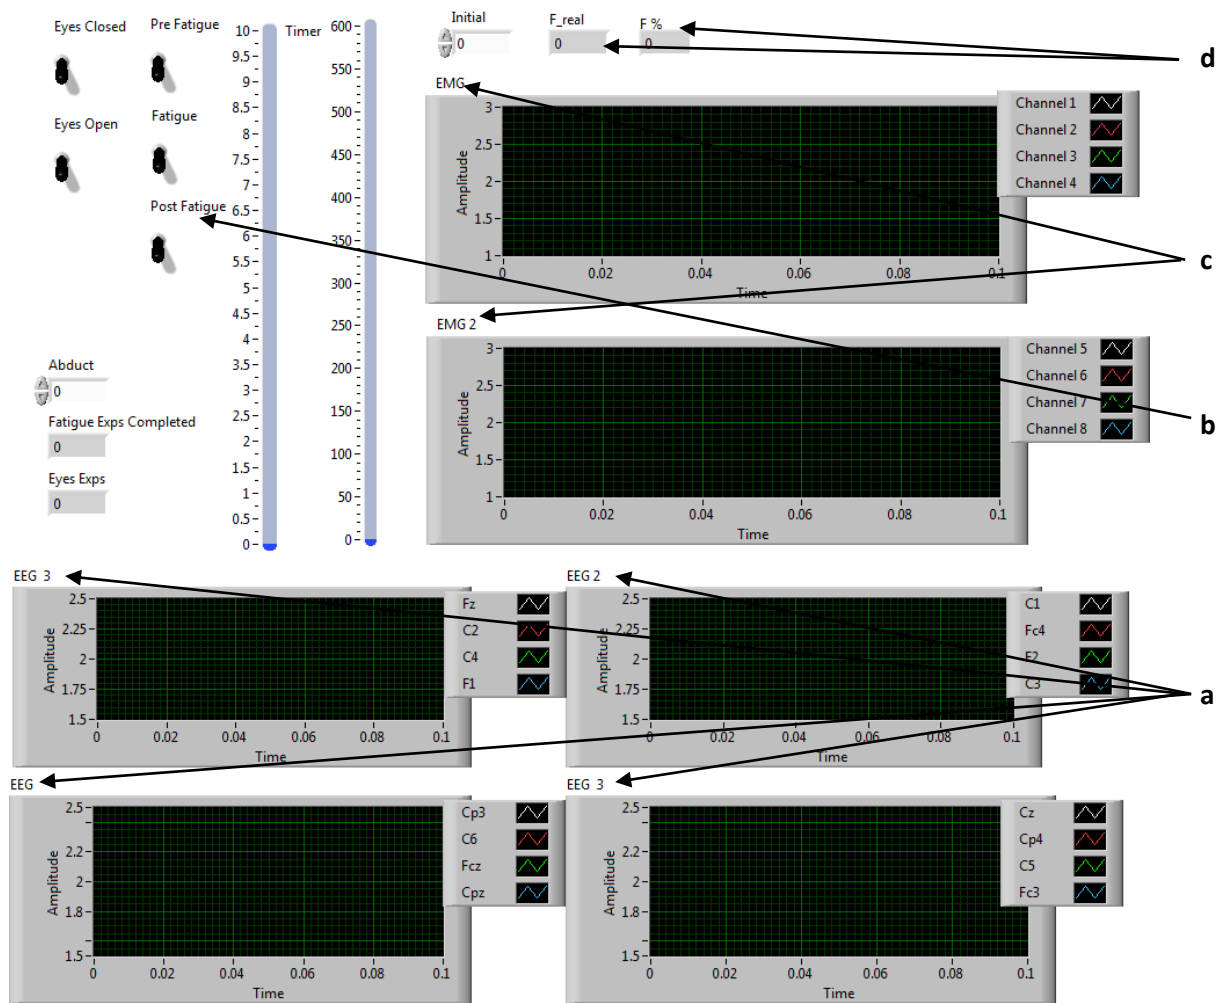 Eyes Closed
Pre Fatigue
Eyes Open
Fatigue
Post Fatigue
Abduct
0
Fatigue Exps Completed
0
Eyes Exps
0
10
9.5
9
8.5
8
7.5
7
6.5
6
5.5
5
4.5
4
3.5
3
2.5
2
1.5
1
0.5
0
Timer
600
550
500
450
400
350
300
250
200
150
100
50
0
Initial
0
F_real
0
F %
0
d
EMG
Amplitude
3
2.5
2
1.5
1
0 0.02 0.04 0.06 0.08 0.1
Time
Channel 1
Channel 2
Channel 3
Channel 4
c
EMG 2
Amplitude
3
2.5
2
1.5
1
0 0.02 0.04 0.06 0.08 0.1
Time
Channel 5
Channel 6
Channel 7
Channel 8
b
EEG 3
Amplitude
2.5
2.25
2
1.75
1.5
0 0.02 0.04 0.06 0.08 0.1
Time
Fz
C2
C4
F1
EEG 2
Amplitude
2.5
2.25
2
1.75
1.5
0 0.02 0.04 0.06 0.08 0.1
Time
C1
Fc4
F2
C3
a
EEG
Amplitude
2.5
2.2
2
1.8
1.5
0 0.02 0.04 0.06 0.08 0.1
Time
Cp3
C6
Fcz
Cpz
EEG 3
Amplitude
2.5
2.2
2
1.8
1.5
0 0.02 0.04 0.06 0.08 0.1
Time
Cz
Cp4
C5
Fc3